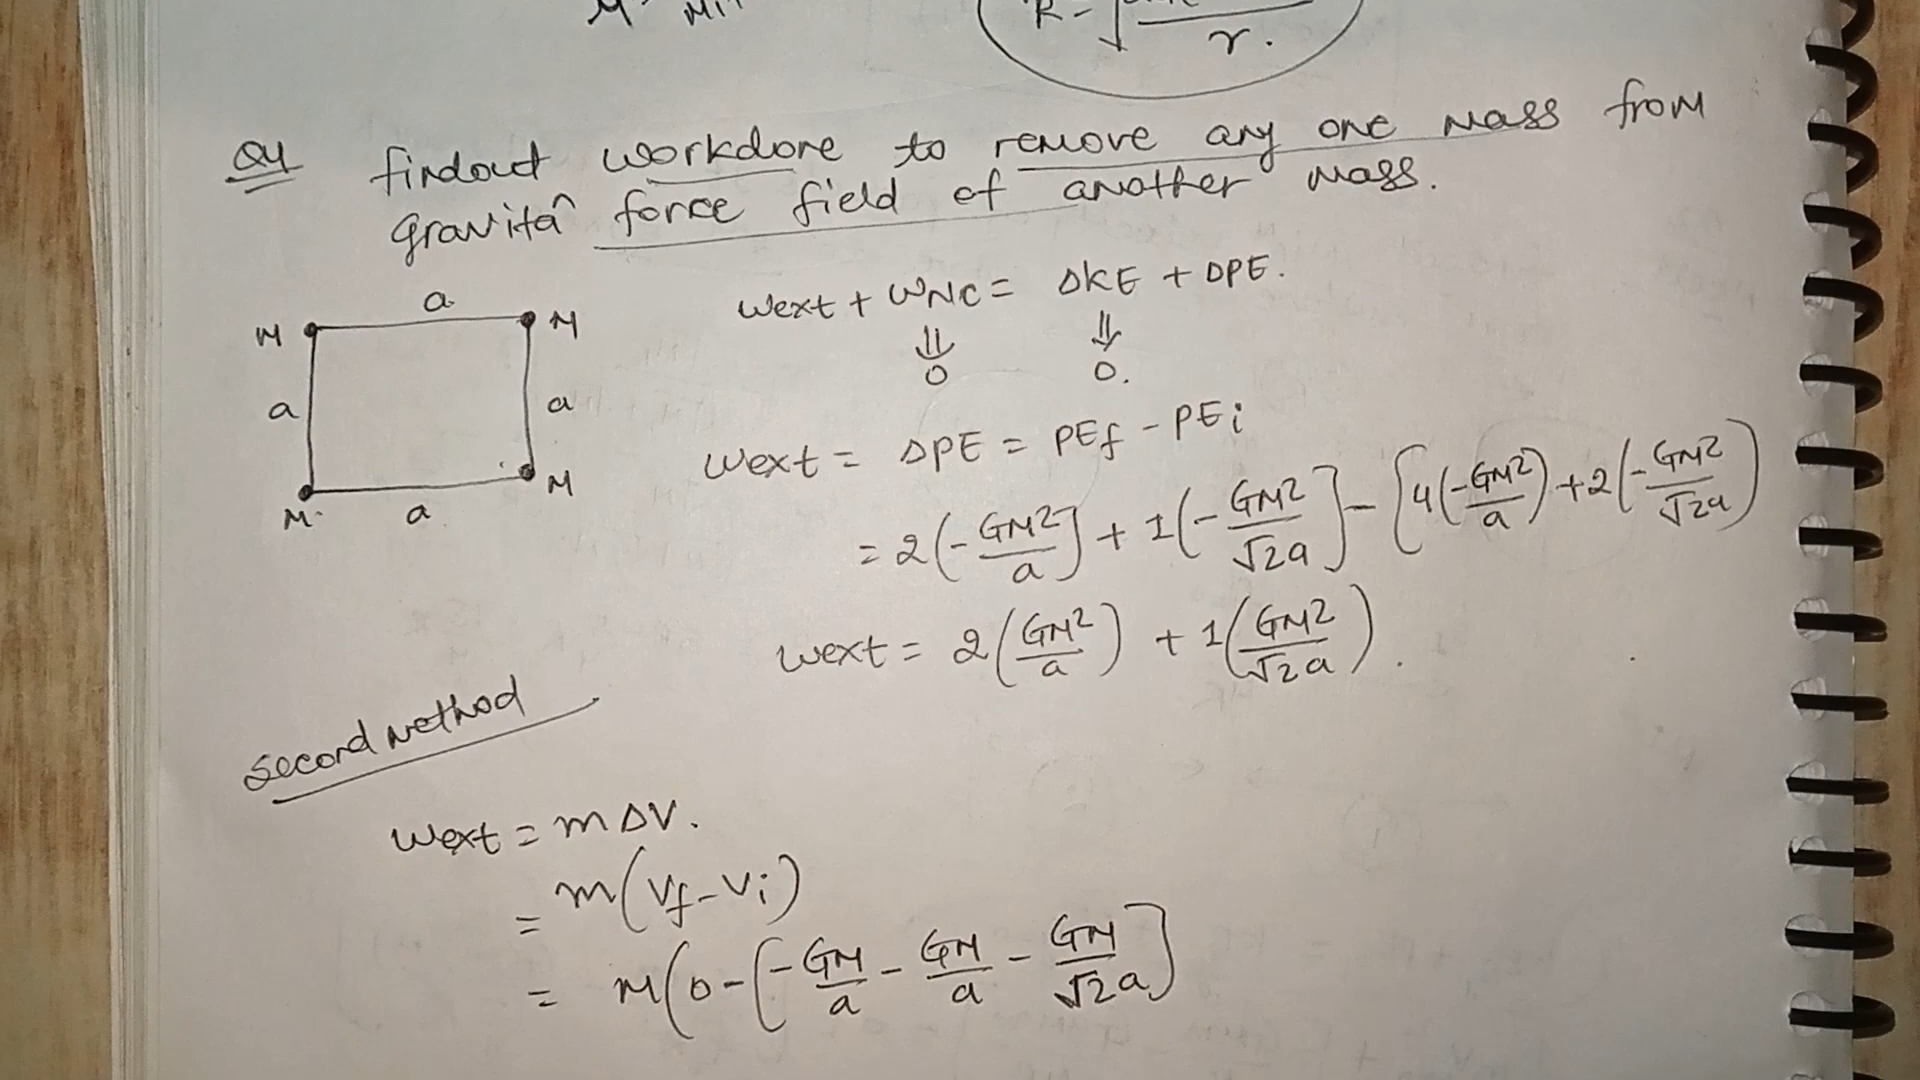 R = √
r.
Q4 findout workdone to remove any one mass from
gravitaⁿ force field of another mass.
a
M M
a a
M M
a
Wext + WNC = ΔKE + ΔPE.
⇓ ⇓
0 0.
Wext = ΔPE = PEf - PEi
= 2(-GM²/a] + 1(-GM²/√2a] - [4(-GM²/a) + 2(-GM²/√2a)
Wext = 2(GM²/a) + 1(GM²/√2a).
Second method
Wext = mΔV.
= m(Vf - Vi)
= M(0 - [-GM/a - GM/a - GM/√2a]